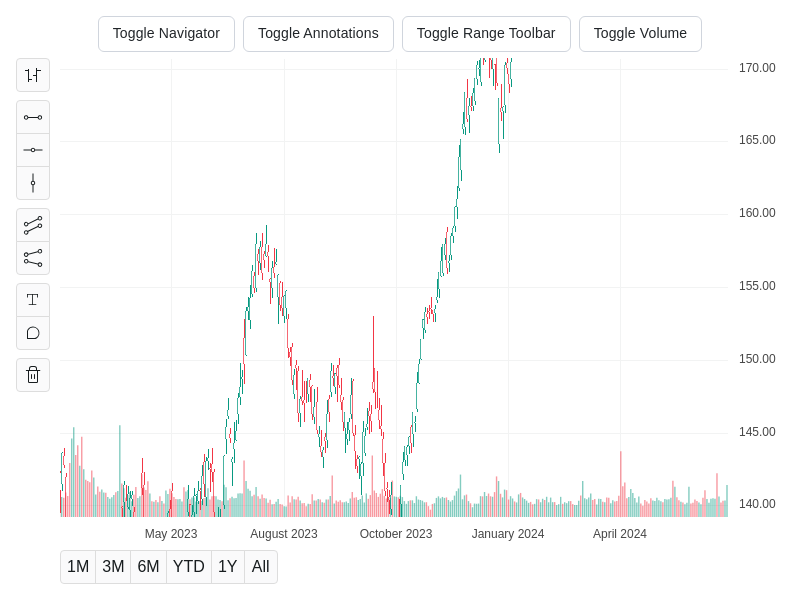 Toggle Navigator Toggle Annotations Toggle Range Toolbar Toggle Volume
170.00
165.00
160.00
155.00
150.00
145.00
140.00
May 2023 August 2023 October 2023 January 2024 April 2024
1M 3M 6M YTD 1Y All